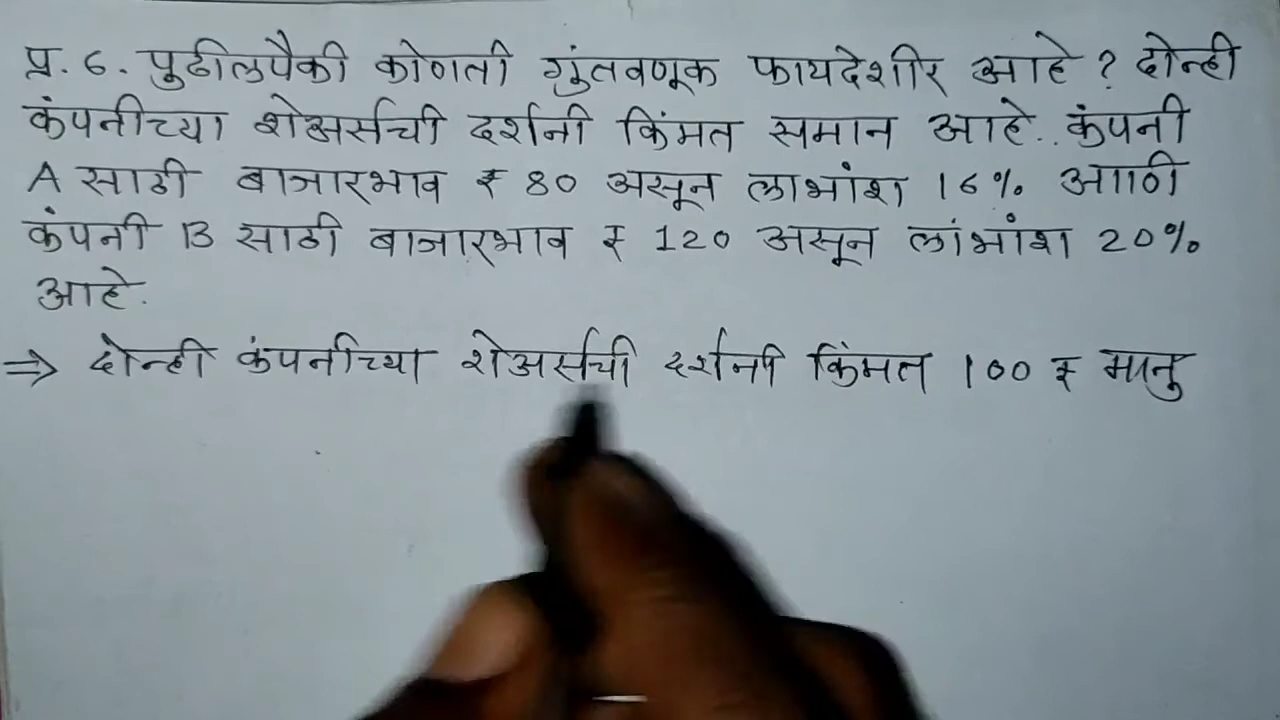 प्र. 6. पुढीलपैकी कोणती गुंतवणूक फायदेशीर आहे ? दोन्ही
कंपनीच्या शेअर्सची दर्शनी किंमत समान आहे.. कंपनी
A साठी बाजारभाव ₹ 80 असून लाभांश 16% आाठी
कंपनी B साठी बाजारभाव ₹ 120 असून लांभांश 20%
आहे.
⇒ दोन्ही कंपनीच्या शेअर्सची दर्शनी किंमत 100 ₹ मानु